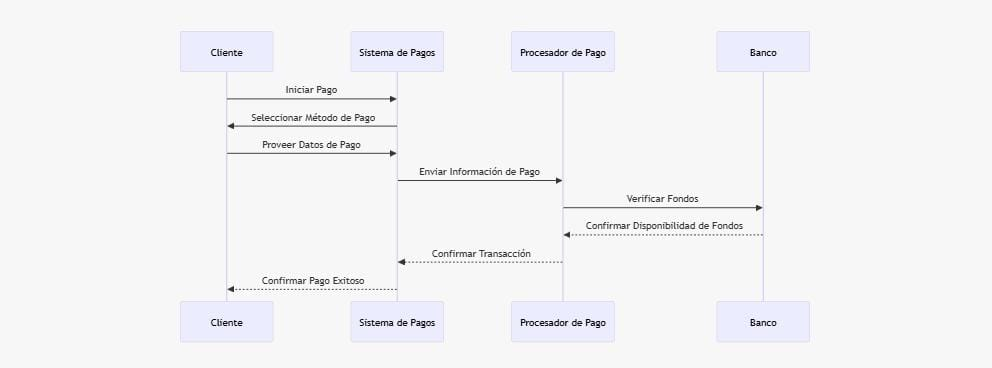 Cliente
Sistema de Pagos
Procesador de Pago
Banco
Iniciar Pago
Seleccionar Método de Pago
Proveer Datos de Pago
Enviar Información de Pago
Verificar Fondos
Confirmar Disponibilidad de Fondos
Confirmar Transacción
Confirmar Pago Exitoso
Cliente
Sistema de Pagos
Procesador de Pago
Banco